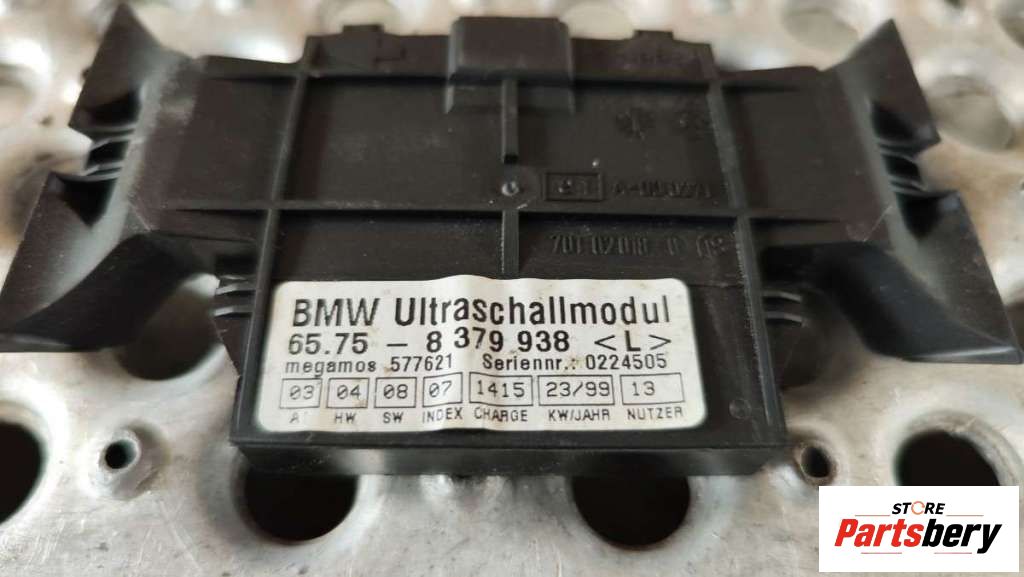 BMW Ultraschallmodul
65.75 - 8 379 938 <L>
megamos 577621 Seriennr.: 0224505
03 04 08 07 1415 23/99 13
HW SW INDEX CHARGE KW/JAHR NUTZER
STORE
Partsbery